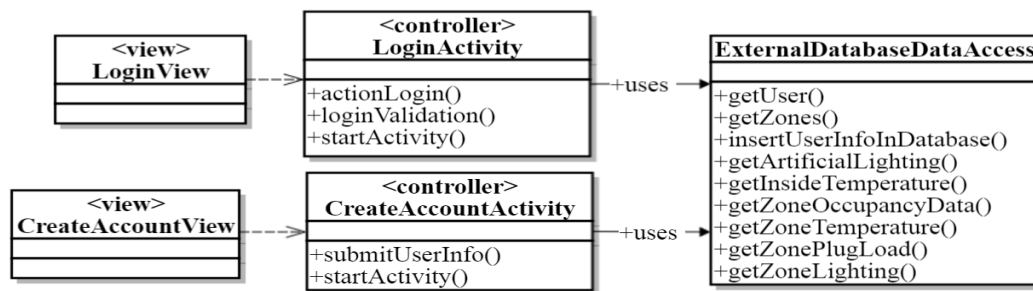 <view>
LoginView
<controller>
LoginActivity
+actionLogin()
+loginValidation()
+startActivity()
+uses
<view>
CreateAccountView
<controller>
CreateAccountActivity
+submitUserInfo()
+startActivity()
+uses
ExternalDatabaseDataAccess
+getUser()
+getZones()
+insertUserInfoInDatabase()
+getArtificialLighting()
+getInsideTemperature()
+getZoneOccupancyData()
+getZoneTemperature()
+getZonePlugLoad()
+getZoneLighting()